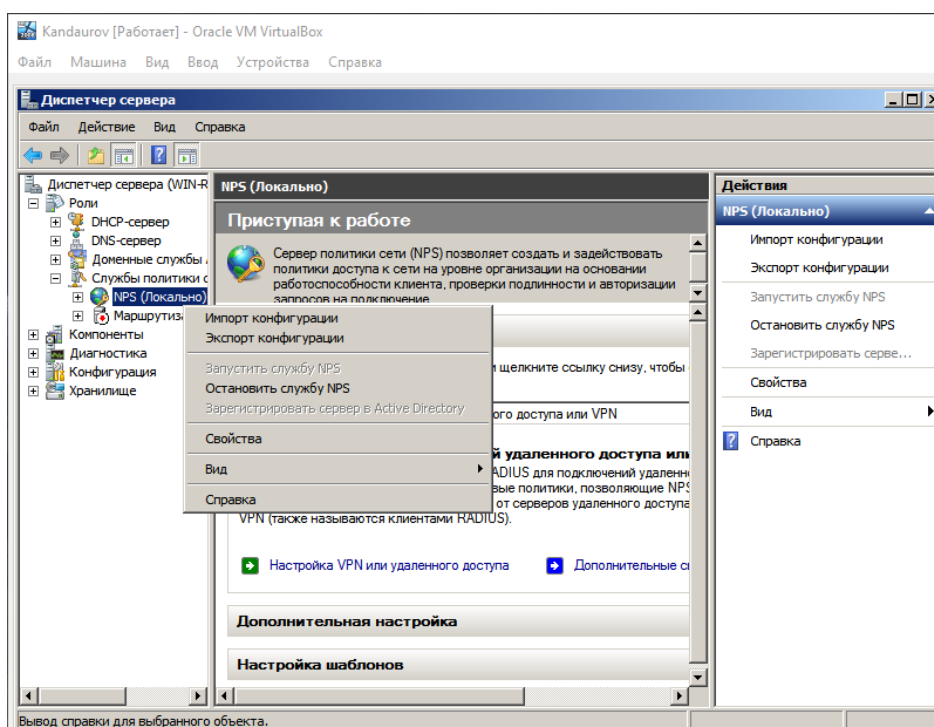 Kandaurov [Работает] - Oracle VM VirtualBox
Файл Машина Вид Ввод Устройства Справка
Диспетчер сервера
Файл Действие Вид Справка
Диспетчер сервера (WIN-R
Роли
DHCP-сервер
DNS-сервер
Доменные службы
Службы политики с
NPS (Локально)
Маршрутиз
Компоненты
Диагностика
Конфигурация
Хранилище
NPS (Локально)
Приступая к работе
Сервер политики сети (NPS) позволяет создать и задействовать
политики доступа к сети на уровне организации на основании
работоспособности клиента, проверки подлинности и авторизации
запросов на подключение
Импорт конфигурации
Экспорт конфигурации
Запустить службу NPS
Остановить службу NPS
Зарегистрировать сервер в Active Directory
Свойства
Вид
Справка
и щелкните ссылку снизу, чтобы
ого доступа или VPN
й удаленного доступа или
ADIUS для подключений удаленн
вые политики, позволяющие NPS
от серверов удаленного доступа
VPN (также называются клиентами RADIUS).
Настройка VPN или удаленного доступа
Дополнительные с
Дополнительная настройка
Настройка шаблонов
Действия
NPS (Локально)
Импорт конфигурации
Экспорт конфигурации
Запустить службу NPS
Остановить службу NPS
Зарегистрировать серве...
Свойства
Вид
Справка
Вывод справки для выбранного объекта.